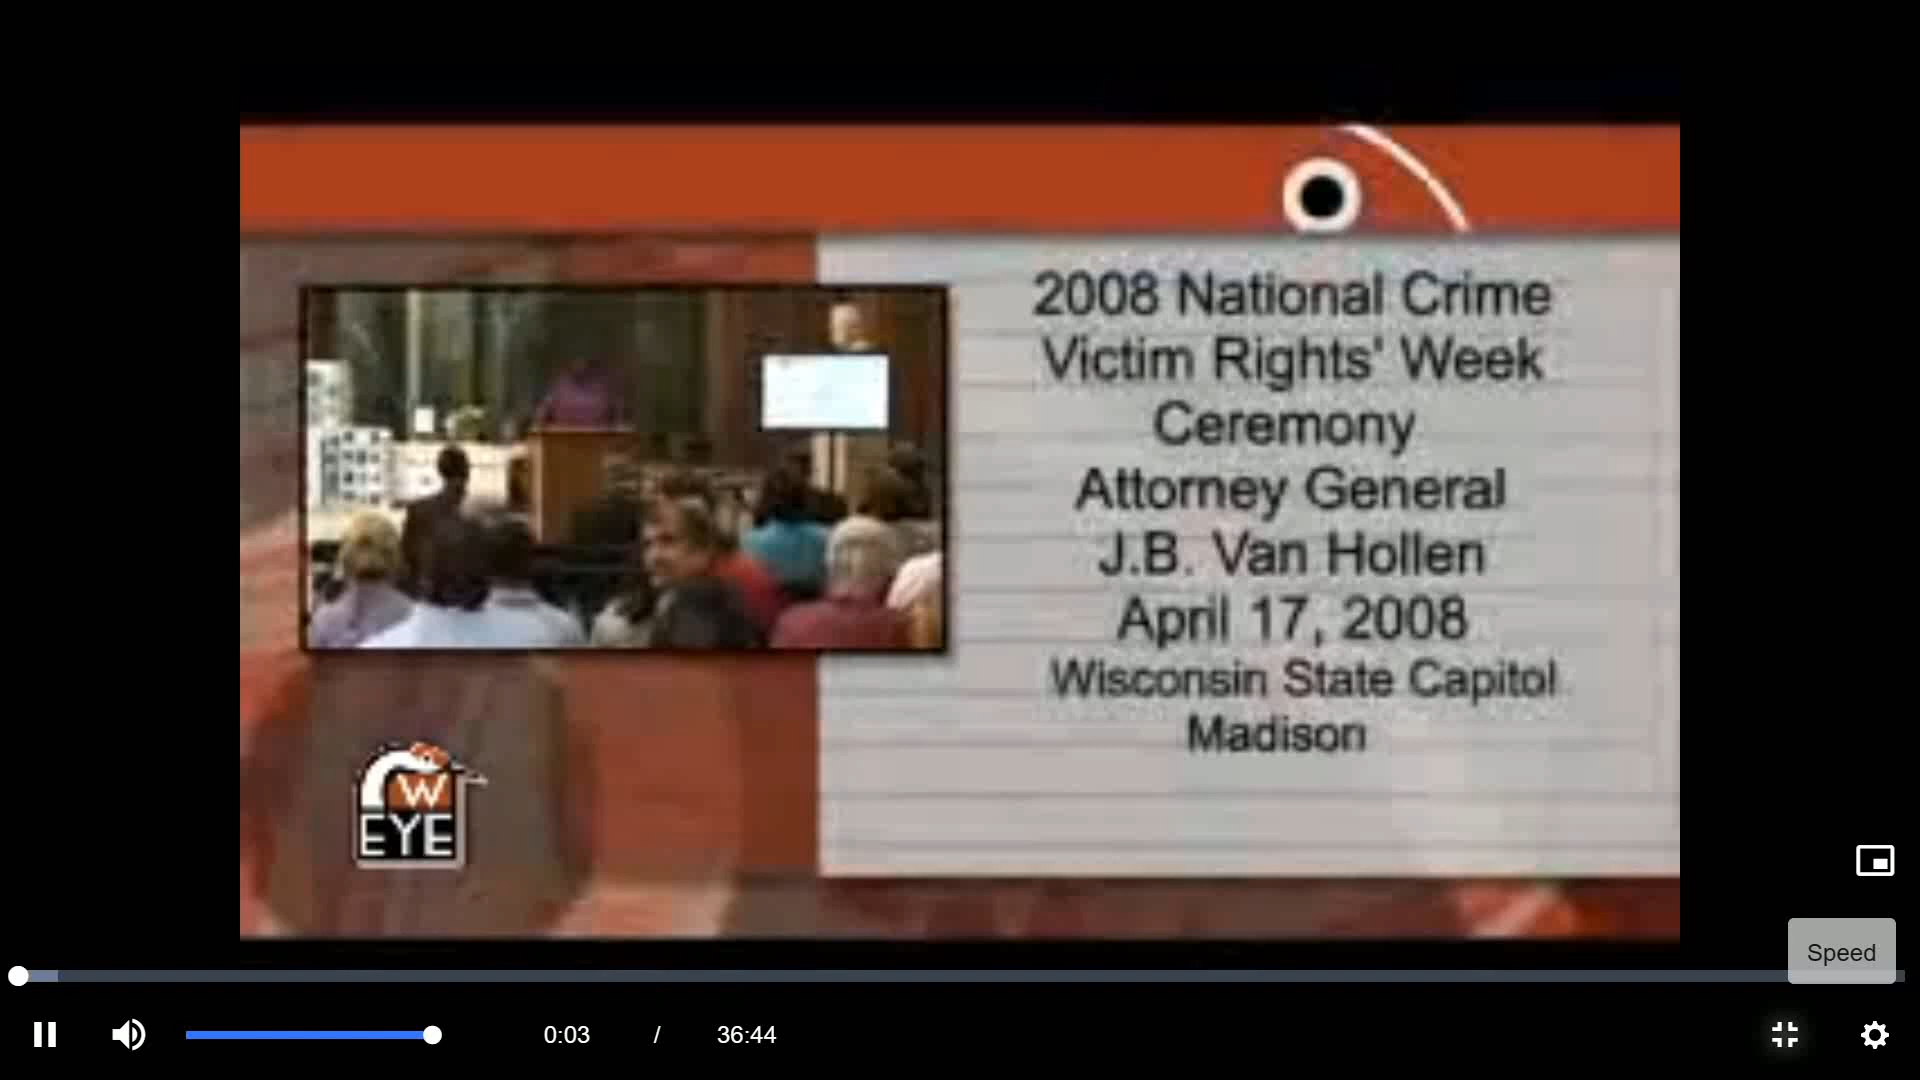 2008 National Crime
Victim Rights' Week
Ceremony
Attorney General
J.B. Van Hollen
April 17, 2008
Wisconsin State Capitol
Madison
W
EYE
Speed
0:03 / 36:44